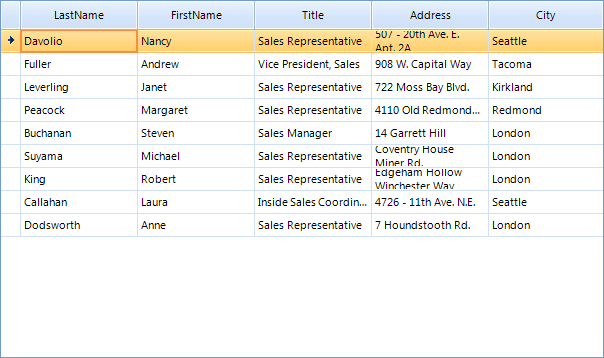 LastName FirstName Title Address City
Davolio Nancy Sales Representative 507 - 20th Ave. E. Apt. 2A Seattle
Fuller Andrew Vice President, Sales 908 W. Capital Way Tacoma
Leverling Janet Sales Representative 722 Moss Bay Blvd. Kirkland
Peacock Margaret Sales Representative 4110 Old Redmond... Redmond
Buchanan Steven Sales Manager 14 Garrett Hill London
Suyama Michael Sales Representative Coventry House Miner Rd. London
King Robert Sales Representative Edgeham Hollow Winchester Way London
Callahan Laura Inside Sales Coordin... 4726 - 11th Ave. N.E. Seattle
Dodsworth Anne Sales Representative 7 Houndstooth Rd. London